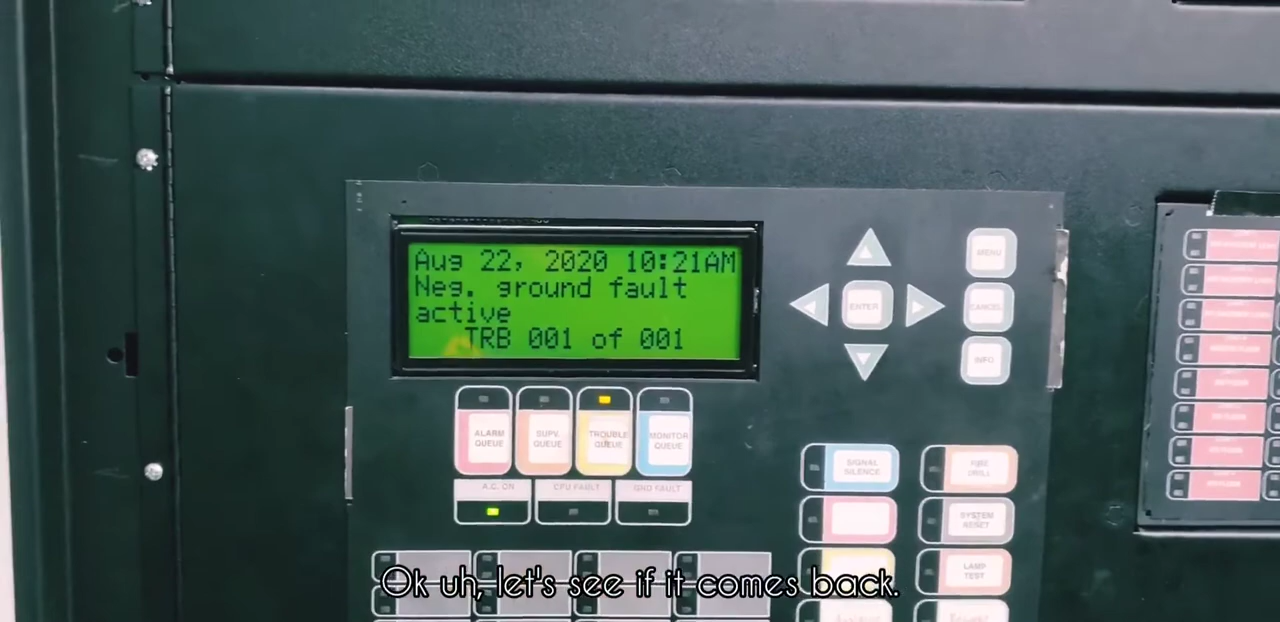 Aug 22, 2020 10:21AM
Neg. ground fault
active
TRB 001 of 001
MENU
ENTER
CANCEL
INFO
ALARM QUEUE
SUPV. QUEUE
TROUBLE QUEUE
MONITOR QUEUE
A.C. ON
CPU FAULT
GND FAULT
SIGNAL SILENCE
FIRE DRILL
SYSTEM RESET
LAMP TEST
Ok uh, let's see if it comes back.